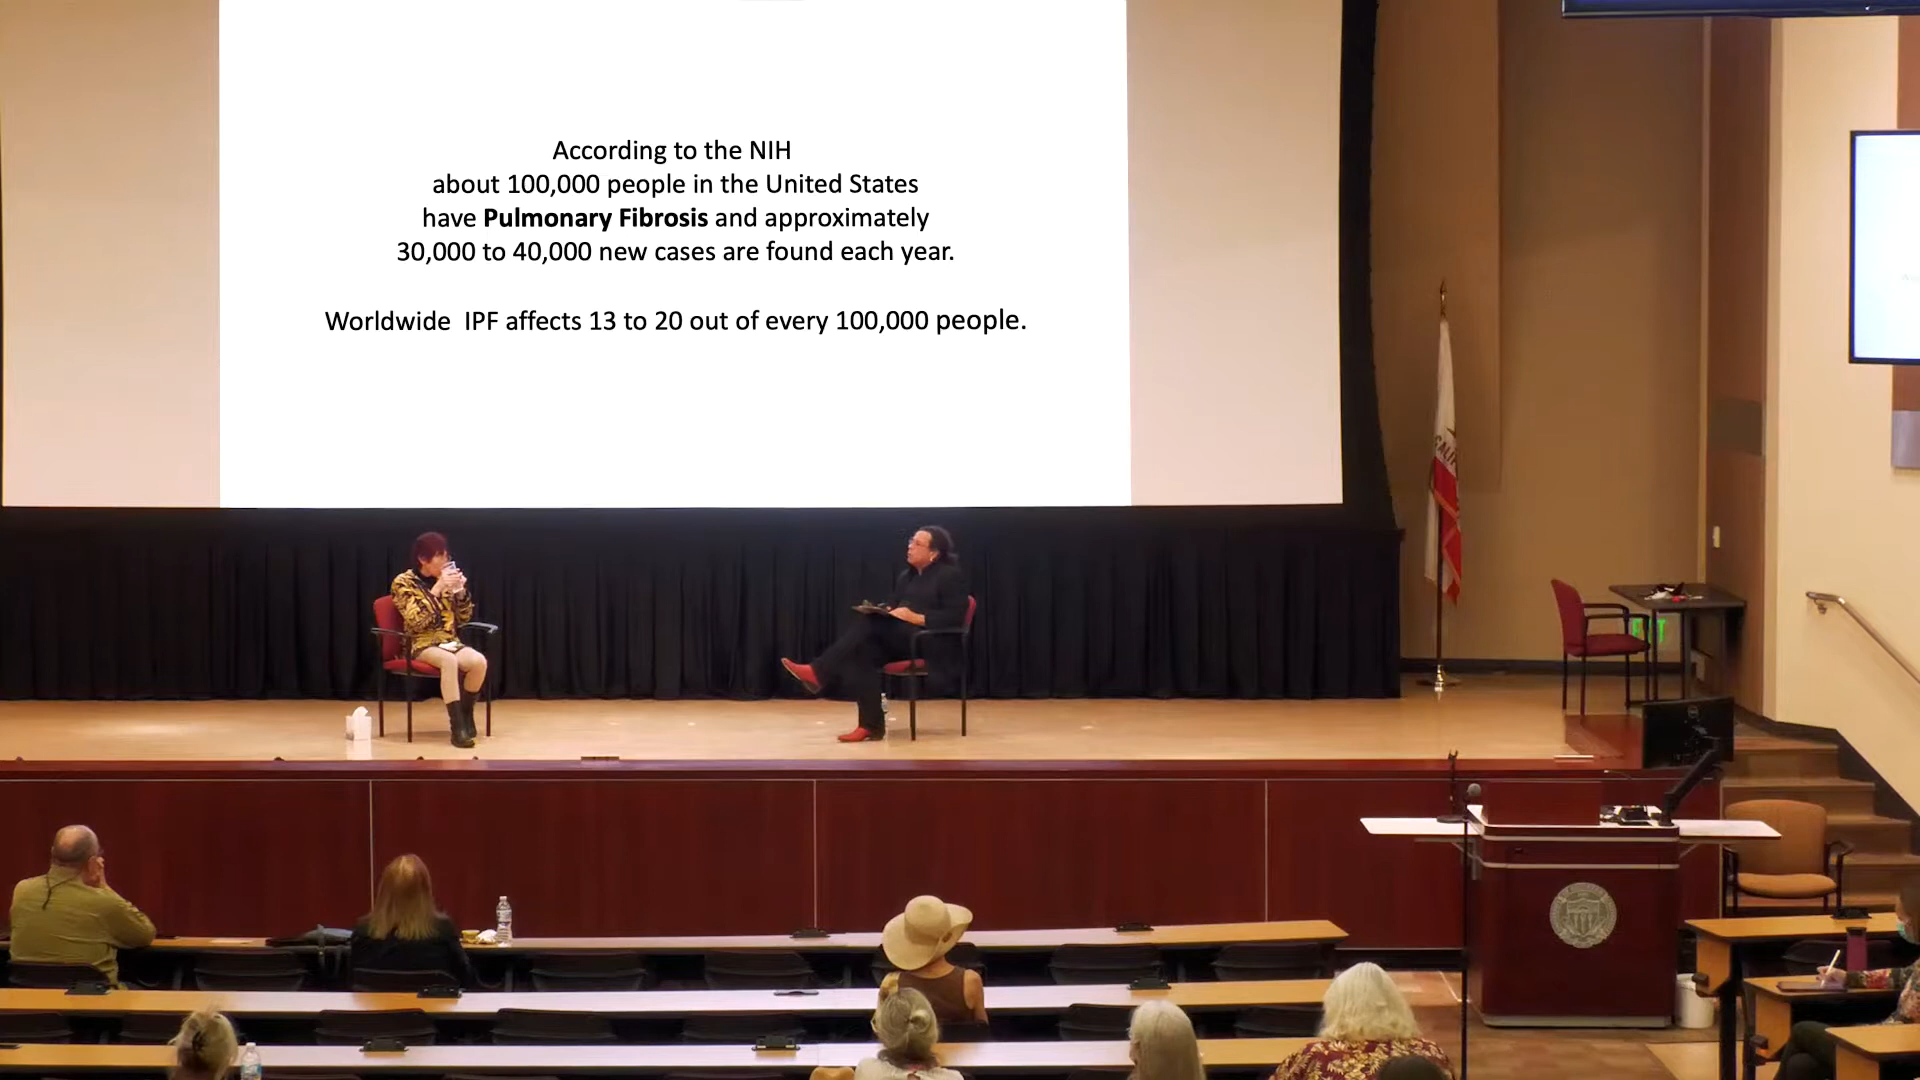 According to the NIH
about 100,000 people in the United States
have Pulmonary Fibrosis and approximately
30,000 to 40,000 new cases are found each year.
Worldwide  IPF affects 13 to 20 out of every 100,000 people.